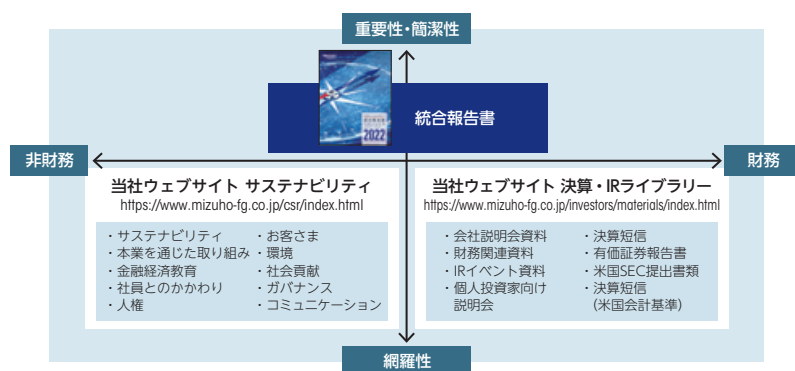 重要性・簡潔性
2022
統合報告書
非財務
財務
当社ウェブサイト サステナビリティ
https://www.mizuho-fg.co.jp/csr/index.html
・サステナビリティ
・本業を通じた取り組み
・金融経済教育
・社員とのかかわり
・人権
・お客さま
・環境
・社会貢献
・ガバナンス
・コミュニケーション
当社ウェブサイト 決算・IRライブラリー
https://www.mizuho-fg.co.jp/investors/materials/index.html
・会社説明会資料
・財務関連資料
・IRイベント資料
・個人投資家向け
説明会
・決算短信
・有価証券報告書
・米国SEC提出書類
・決算短信
(米国会計基準)
網羅性